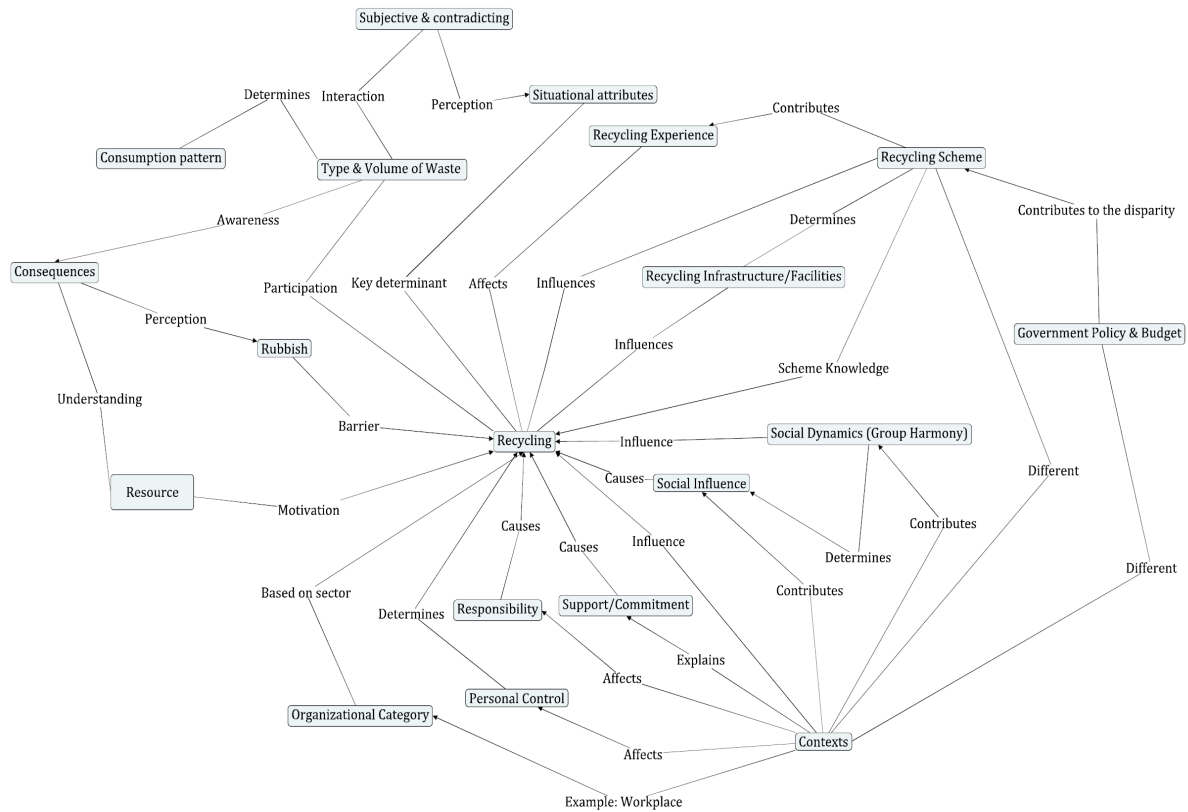 Subjective & contradicting
Determines
Interaction
Perception
Situational attributes
Contributes
Recycling Experience
Consumption pattern
Type & Volume of Waste
Recycling Scheme
Awareness
Determines
Contributes to the disparity
Consequences
Participation
Key determinant
Affects
Influences
Recycling Infrastructure/Facilities
Perception
Rubbish
Influences
Government Policy & Budget
Understanding
Scheme Knowledge
Barrier
Recycling
Influence
Social Dynamics (Group Harmony)
Resource
Motivation
Causes
Social Influence
Different
Causes
Causes
Influence
Contributes
Determines
Different
Based on sector
Determines
Responsibility
Support/Commitment
Contributes
Explains
Affects
Organizational Category
Personal Control
Contexts
Affects
Example: Workplace